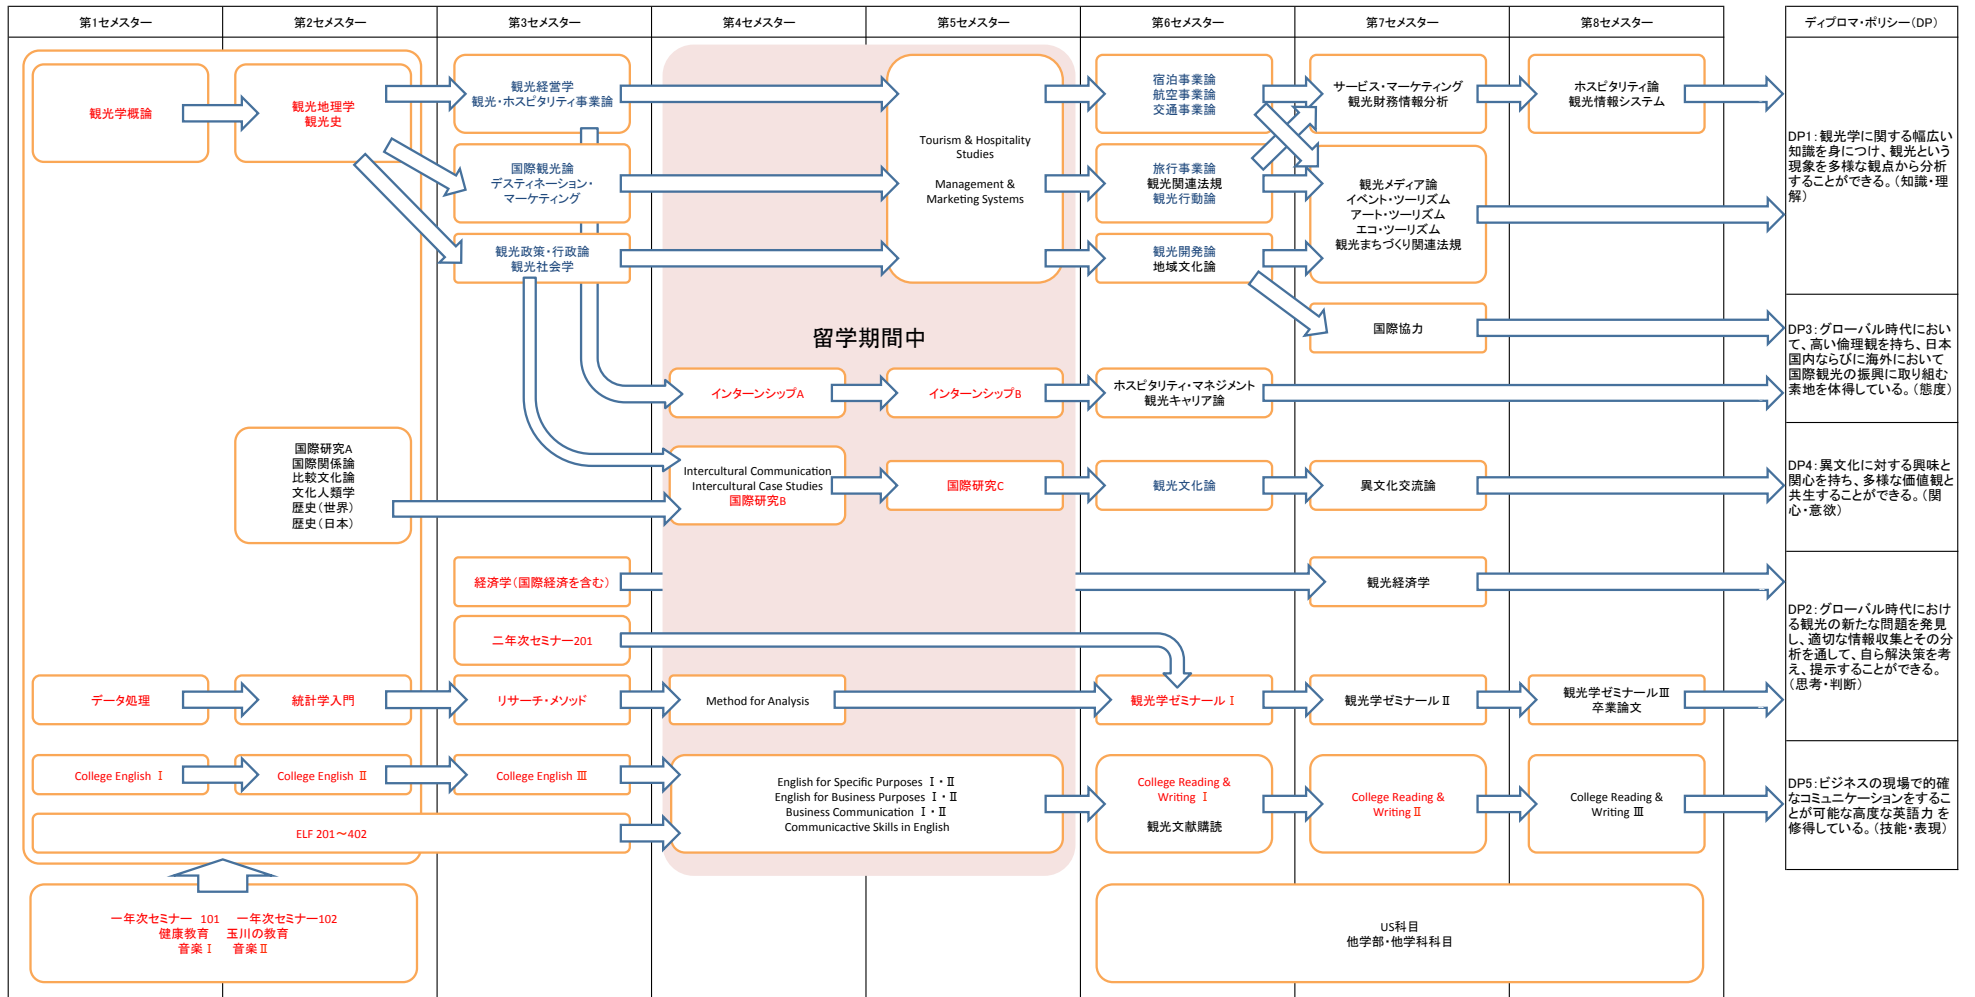 第1セメスター
第2セメスター
第3セメスター
第4セメスター
第5セメスター
第6セメスター
第7セメスター
第8セメスター
ディプロマ・ポリシー(DP)
観光学概論
観光地理学
観光史
観光経営学
観光・ホスピタリティ事業論
国際観光論
デスティネーション・
マーケティング
観光政策・行政論
観光社会学
Tourism & Hospitality
Studies
Management &
Marketing Systems
宿泊事業論
航空事業論
交通事業論
旅行事業論
観光関連法規
観光行動論
観光開発論
地域文化論
サービス・マーケティング
観光財務情報分析
観光メディア論
イベント・ツーリズム
アート・ツーリズム
エコ・ツーリズム
観光まちづくり関連法規
ホスピタリティ論
観光情報システム
DP1:観光学に関する幅広い
知識を身につけ、観光という
現象を多様な観点から分析
することができる。(知識・理
解)
留学期間中
国際協力
インターンシップA
インターンシップB
ホスピタリティ・マネジメント
観光キャリア論
DP3:グローバル時代におい
て、高い倫理観を持ち、日本
国内ならびに海外において
国際観光の振興に取り組む
素地を体得している。(態度)
国際研究A
国際関係論
比較文化論
文化人類学
歴史(世界)
歴史(日本)
Intercultural Communication
Intercultural Case Studies
国際研究B
国際研究C
観光文化論
異文化交流論
DP4:異文化に対する興味と
関心を持ち、多様な価値観と
共生することができる。(関
心・意欲)
経済学(国際経済を含む)
観光経済学
二年次セミナー201
データ処理
統計学入門
リサーチ・メソッド
Method for Analysis
観光学ゼミナール Ⅰ
観光学ゼミナール Ⅱ
観光学ゼミナール Ⅲ
卒業論文
DP2:グローバル時代におけ
る観光の新たな問題を発見
し、適切な情報収集とその分
析を通して、自ら解決策を考
え、提示することができる。
(思考・判断)
College English Ⅰ
College English Ⅱ
College English Ⅲ
English for Specific Purposes Ⅰ・Ⅱ
English for Business Purposes Ⅰ・Ⅱ
Business Communication Ⅰ・Ⅱ
Communicactive Skills in English
College Reading &
Writing Ⅰ
観光文献購読
College Reading &
Writing Ⅱ
College Reading &
Writing Ⅲ
DP5:ビジネスの現場で的確
なコミュニケーションをするこ
とが可能な高度な英語力 を
修得している。(技能・表現)
ELF 201~402
一年次セミナー 101 一年次セミナー102
健康教育 玉川の教育
音楽 Ⅰ 音楽 Ⅱ
US科目
他学部・他学科科目